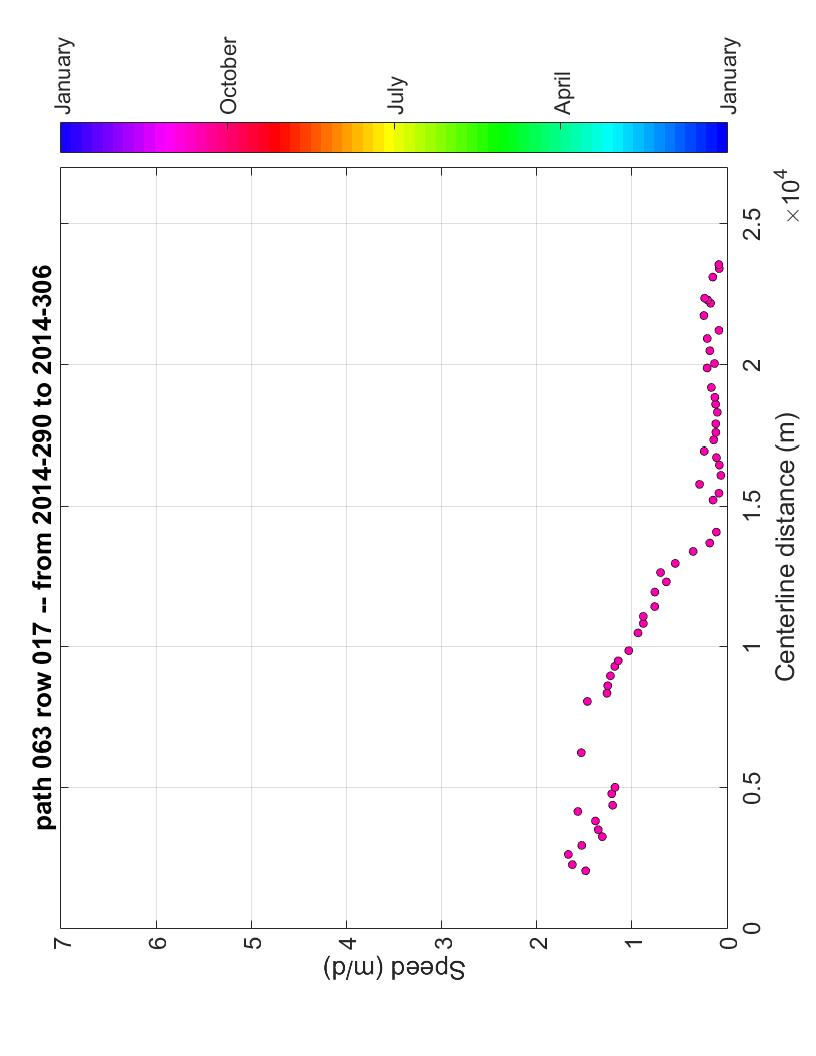 path 063 row 017 -- from 2014-290 to 2014-306
7
6
5
4
3
2
1
0
Speed (m/d)
0
0.5
1
1.5
2
2.5
×10⁴
Centerline distance (m)
January
October
July
April
January